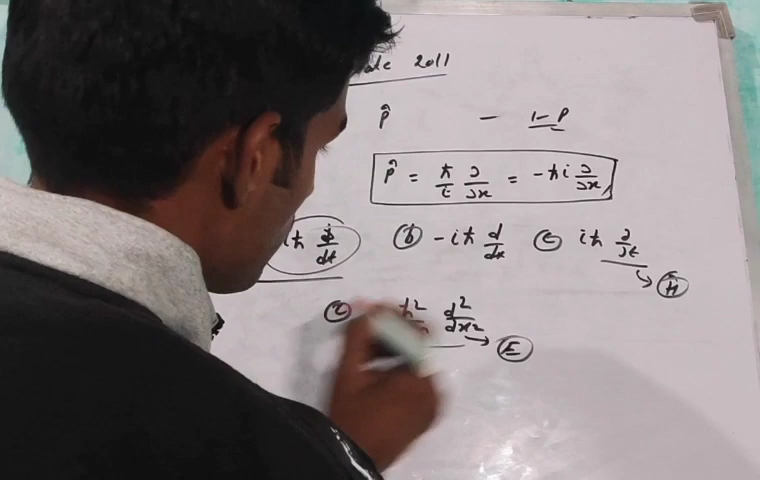 2011
p̂ - 1-P
p̂ = ħ/i ∂/∂x = -ħi ∂/∂x
iħ d/dt (b) -iħ d/dx (c) iħ ∂/∂t
→ Ĥ
ħ² d²/dx² → E